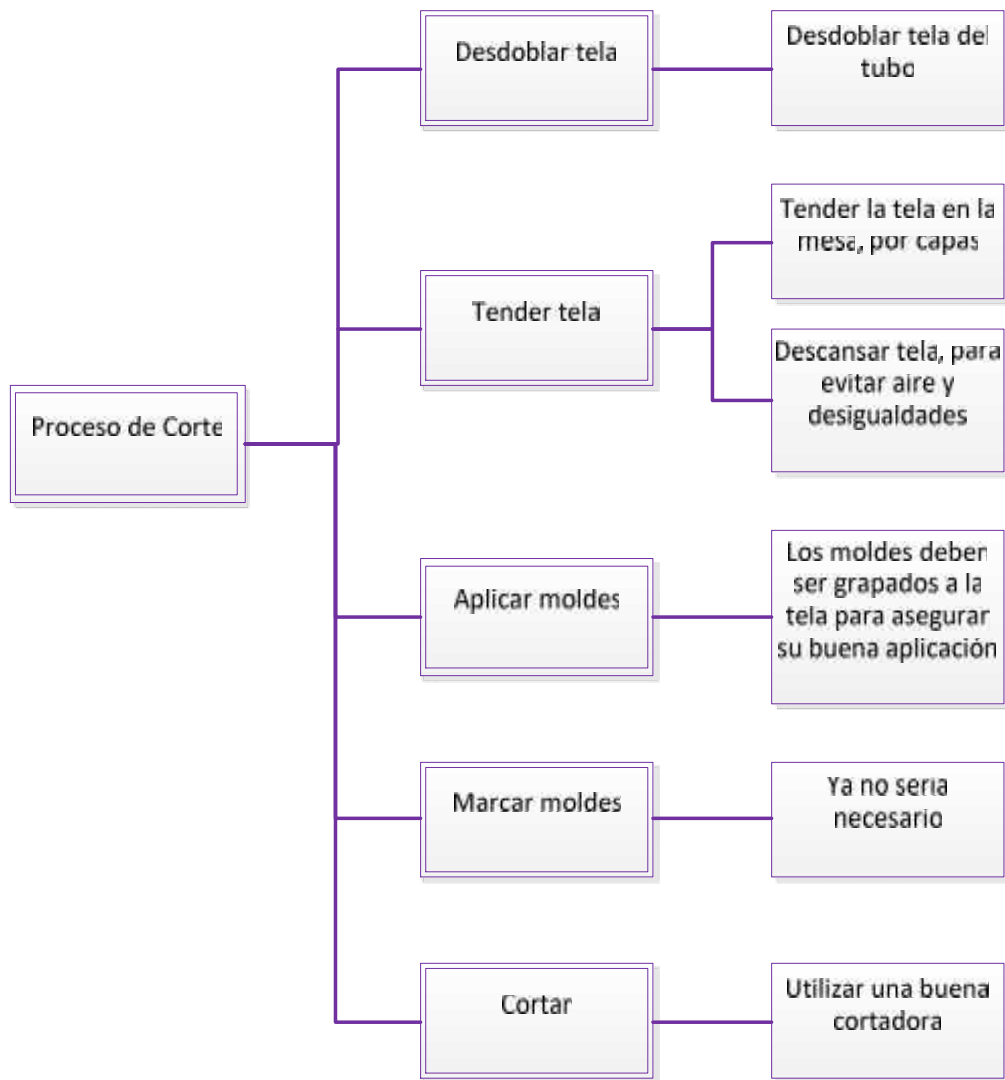 Desdoblar tela
Desdoblar tela del
tubo
Tender la tela en la
mesa, por capas
Tender tela
Descansar tela, para
evitar aire y
desigualdades
Proceso de Corte
Aplicar moldes
Los moldes deben
ser grapados a la
tela para asegurar
su buena aplicación
Marcar moldes
Ya no sería
necesario
Cortar
Utilizar una buena
cortadora